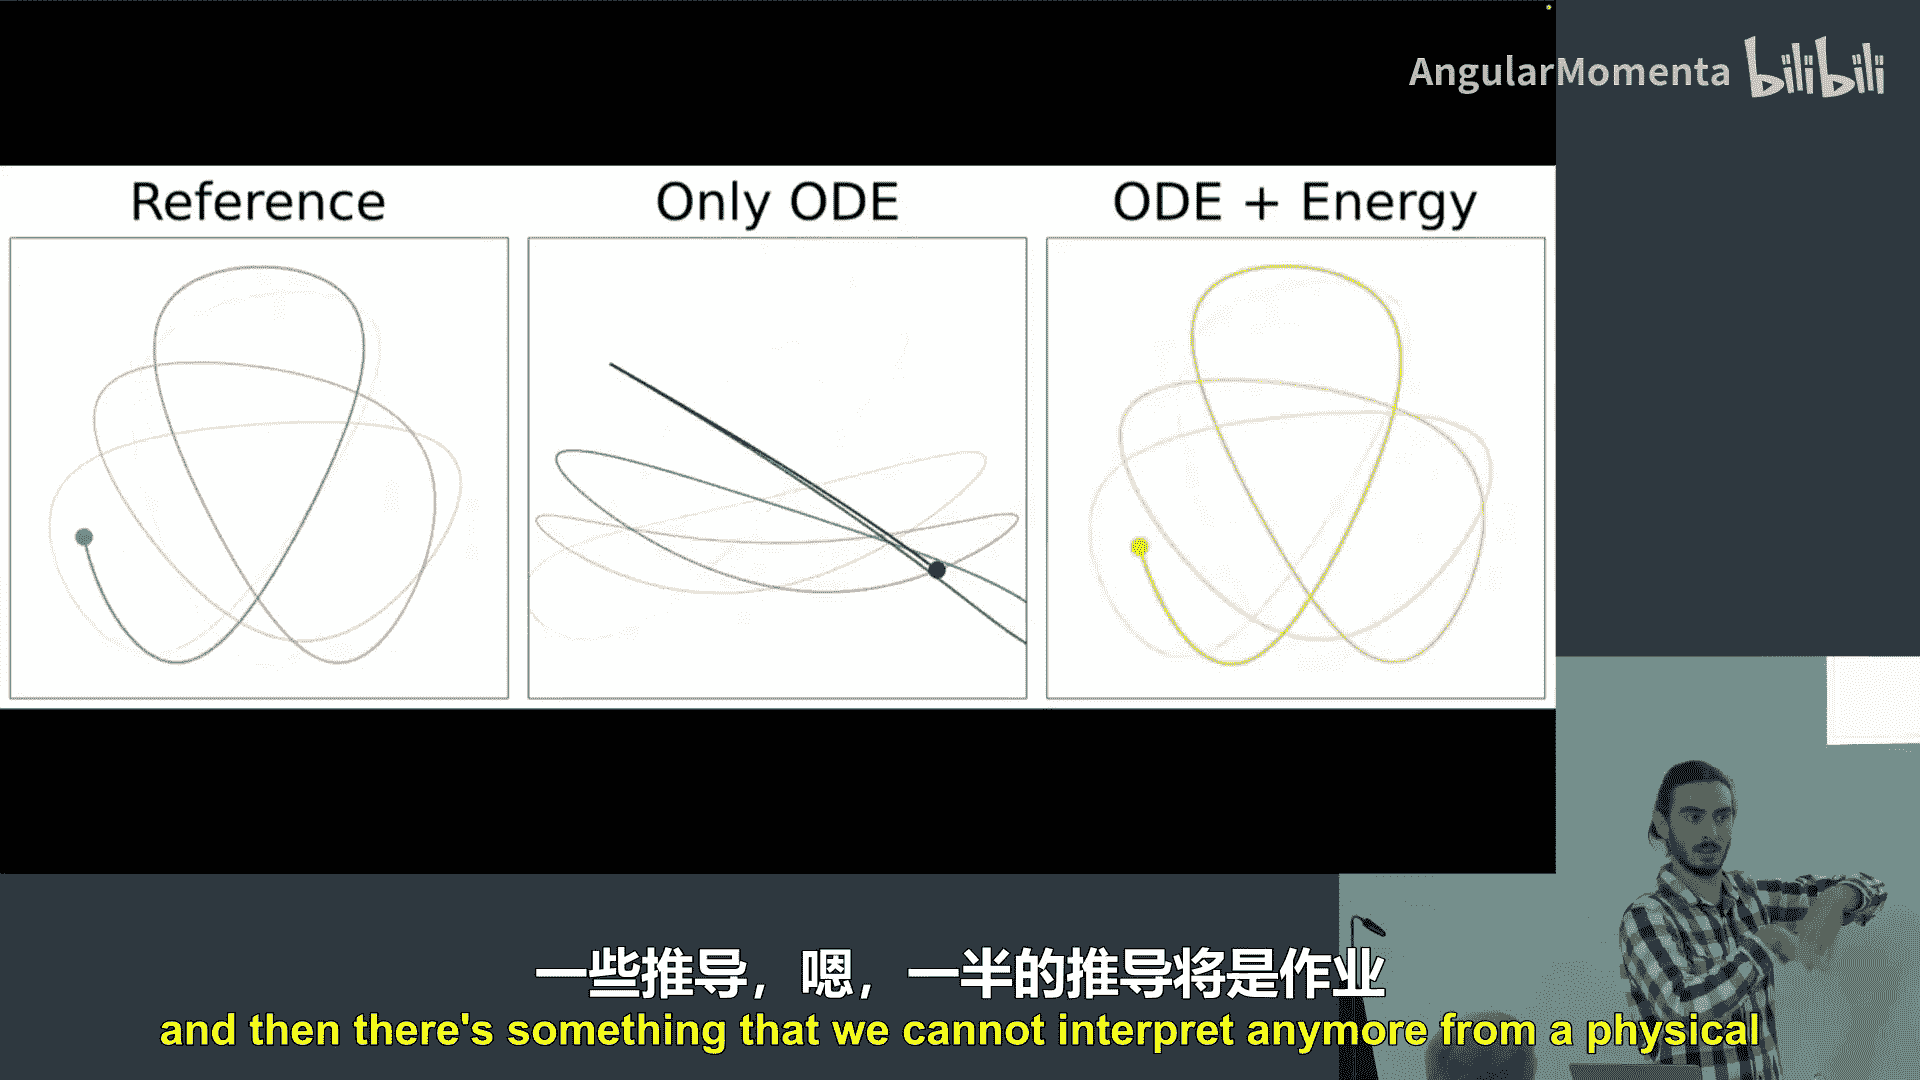 AngularMomenta bilibili
Reference
Only ODE
ODE + Energy
一些推导，嗯，一半的推导将是作业
and then there's something that we cannot interpret anymore from a physical